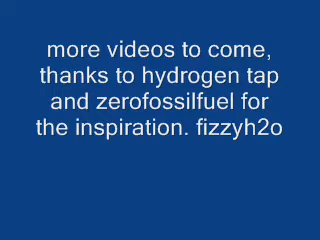 more videos to come,
thanks to hydrogen tap
and zerofossilfuel for
the inspiration. fizzyh2o